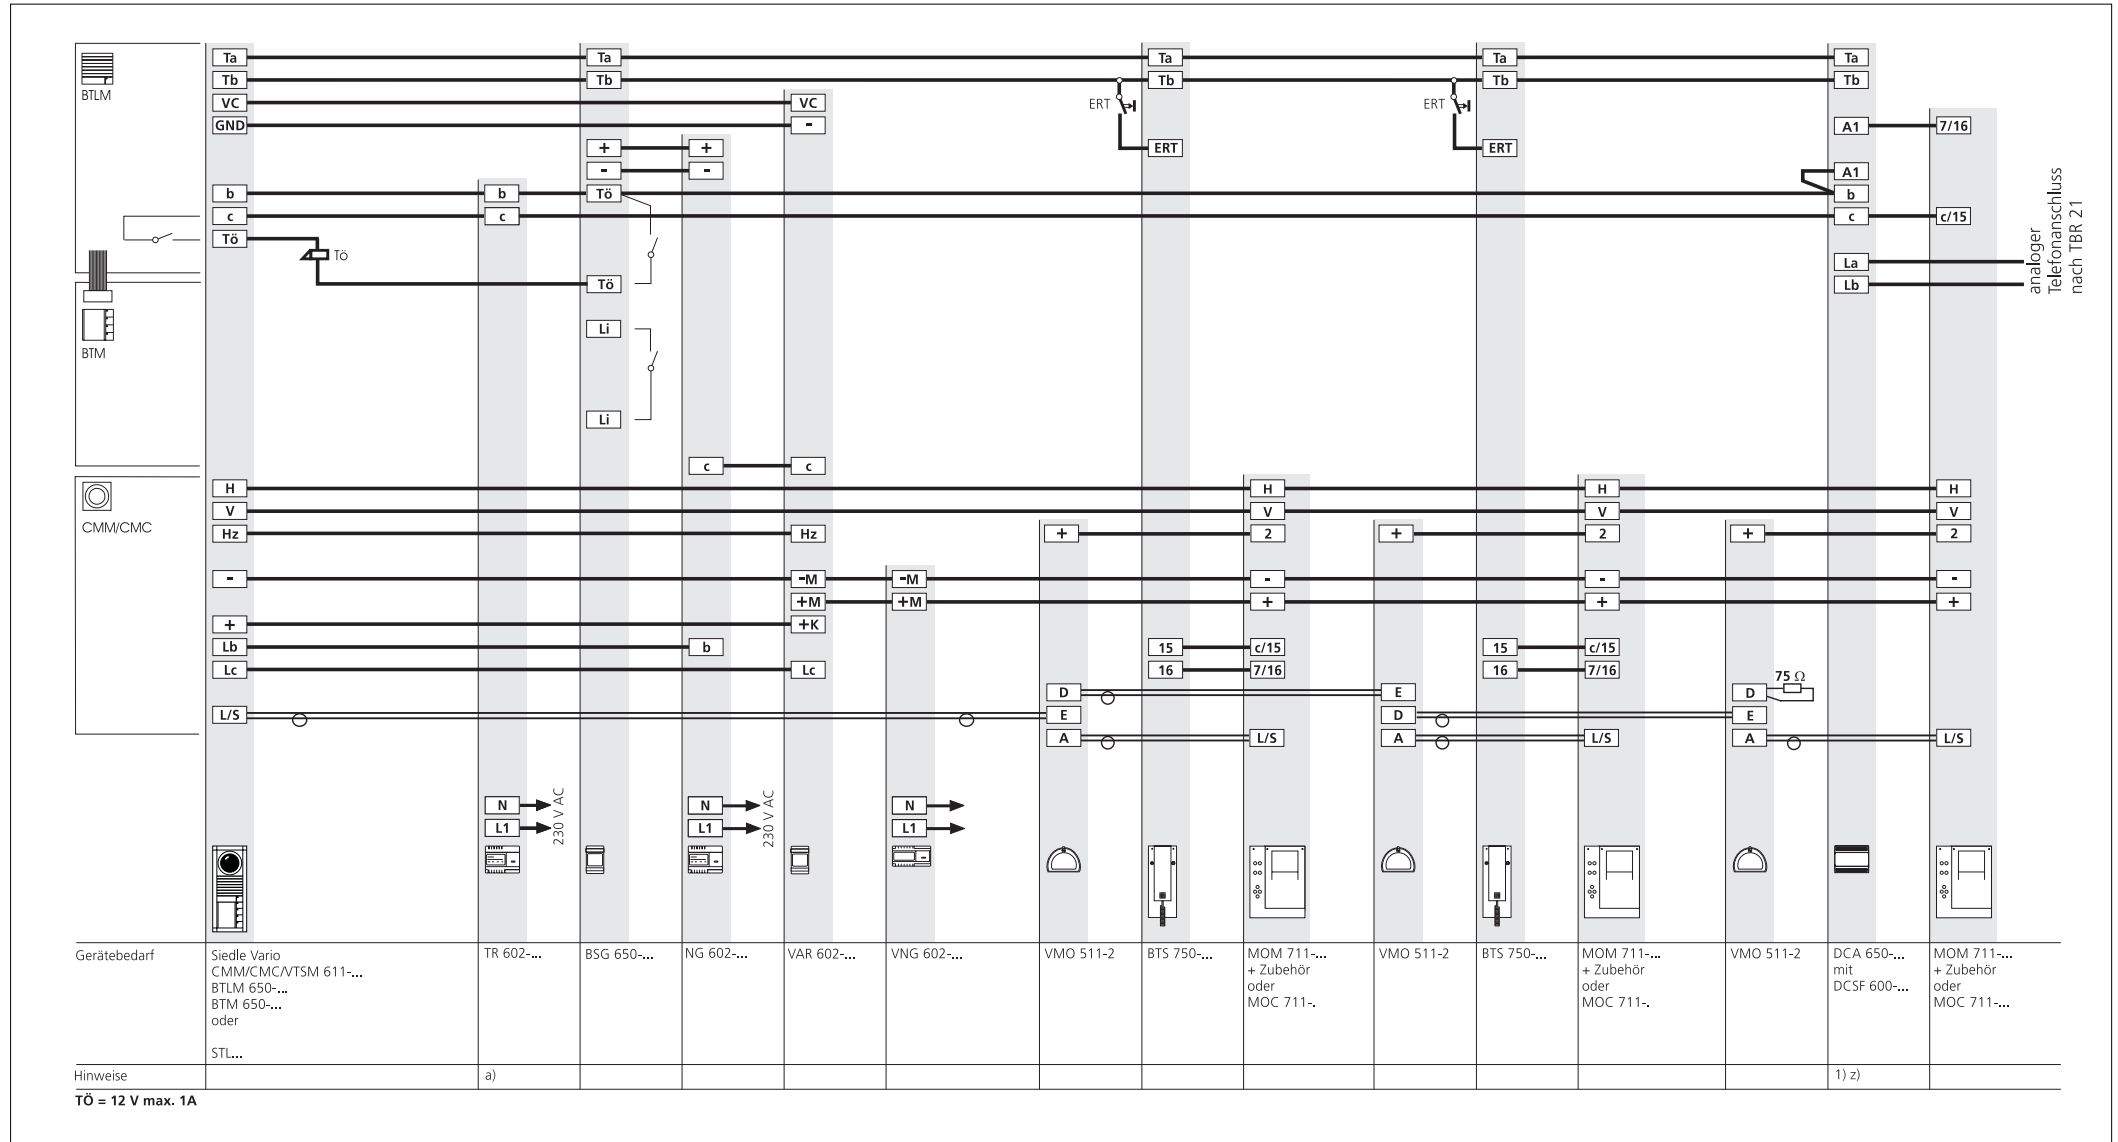 Ta Ta Ta Ta Ta
BTLM Tb Tb Tb Tb Tb
VC VC ERT ERT
GND - A1 7/16
+ + ERT ERT
- - A1
b b Tö b
c c c c/15
Tö Tö
La
Tö Lb
analoger
Telefonanschluss
nach TBR 21
Li
BTM
Li
c c
H H H H
V V V V
CMM/CMC
Hz Hz + 2 + 2 + 2
- -M -M - - -
+M +M + + +
+ +K
Lb b 15 c/15 15 c/15
Lc Lc 16 7/16 16 7/16
75 Ω
D E D
L/S E D E
A L/S A L/S A L/S
N N N
L1 L1 L1
230 V AC 230 V AC
Gerätebedarf
Siedle Vario
CMM/CMC/VTSM 611-...
BTLM 650-...
BTM 650-...
oder
STL...
TR 602-...
BSG 650-...
NG 602-...
VAR 602-...
VNG 602-...
VMO 511-2
BTS 750-...
MOM 711-...
+ Zubehör
oder
MOC 711-.
VMO 511-2
BTS 750-...
MOM 711-...
+ Zubehör
oder
MOC 711-.
VMO 511-2
DCA 650-...
mit
DCSF 600-...
MOM 711-...
+ Zubehör
oder
MOC 711-...
Hinweise a) 1) z)
TÖ = 12 V max. 1A